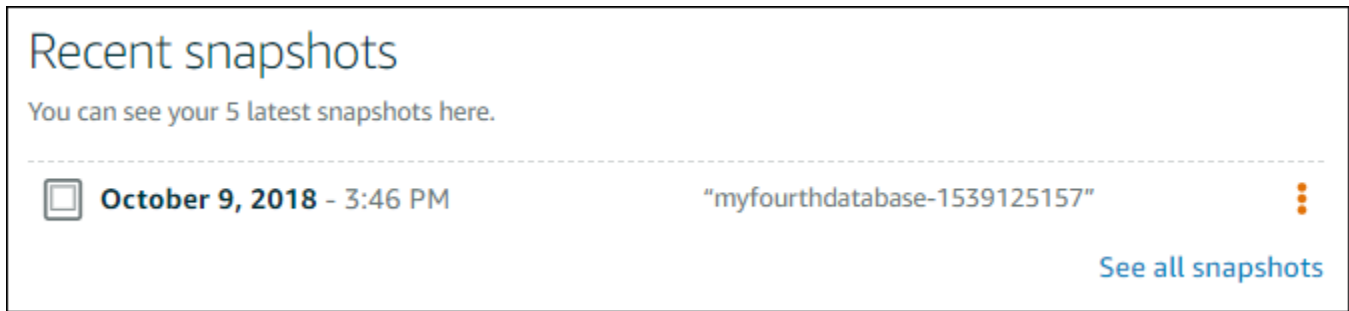 Recent snapshots
You can see your 5 latest snapshots here.
October 9, 2018 - 3:46 PM “myfourthdatabase-1539125157”
See all snapshots